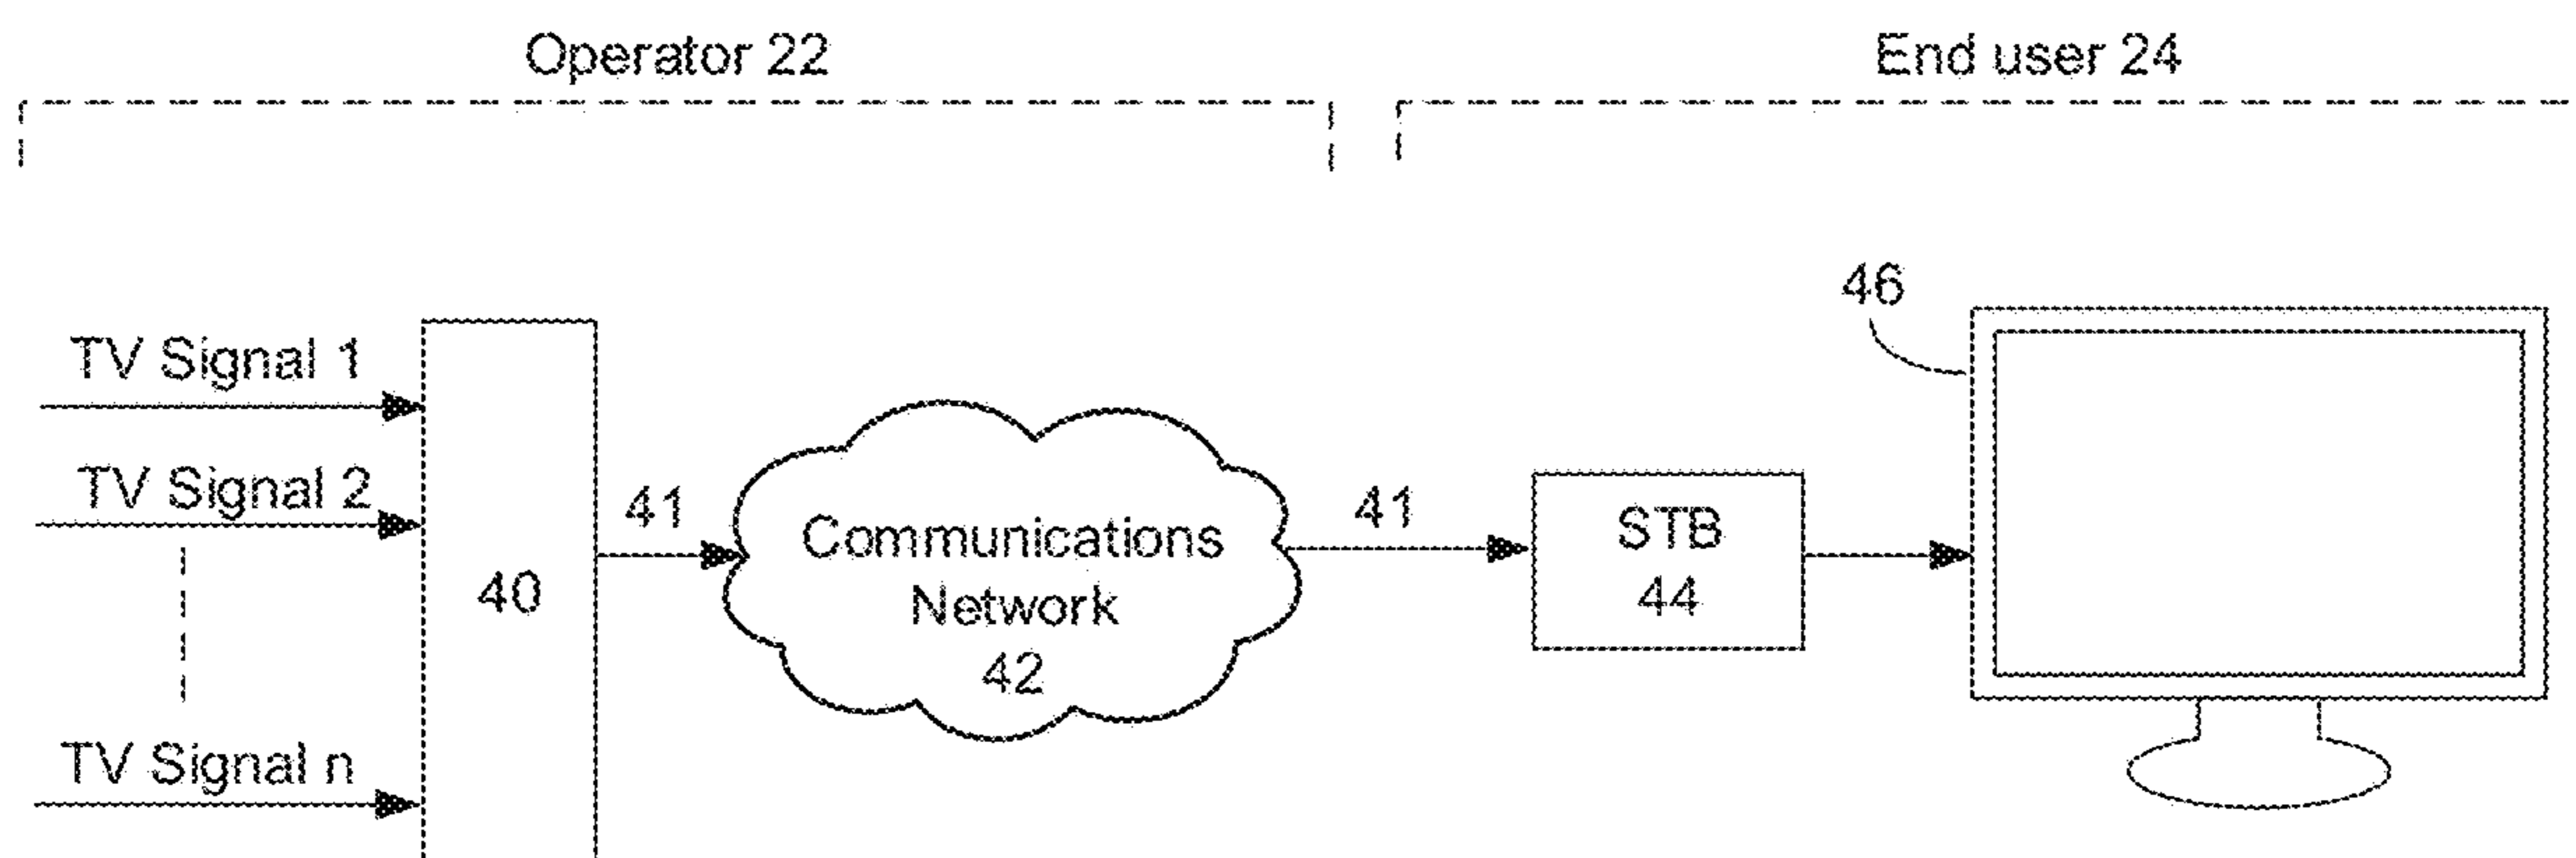 Operator 22
End user 24
46
TV Signal 1
TV Signal 2
41
41
STB
44
Communications
Network
42
40
TV Signal n